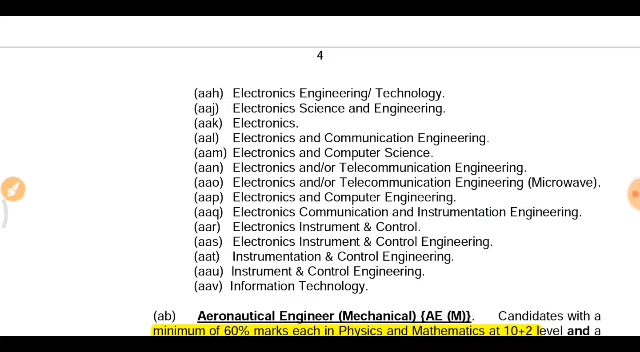 4
(aah) Electronics Engineering/ Technology.
(aaj) Electronics Science and Engineering.
(aak) Electronics.
(aal) Electronics and Communication Engineering.
(aam) Electronics and Computer Science.
(aan) Electronics and/or Telecommunication Engineering.
(aao) Electronics and/or Telecommunication Engineering (Microwave).
(aap) Electronics and Computer Engineering.
(aaq) Electronics Communication and Instrumentation Engineering.
(aar) Electronics Instrument & Control.
(aas) Electronics Instrument & Control Engineering.
(aat) Instrumentation & Control Engineering.
(aau) Instrument & Control Engineering.
(aav) Information Technology.
(ab) Aeronautical Engineer (Mechanical) {AE (M)}. Candidates with a
minimum of 60% marks each in Physics and Mathematics at 10+2 level and a